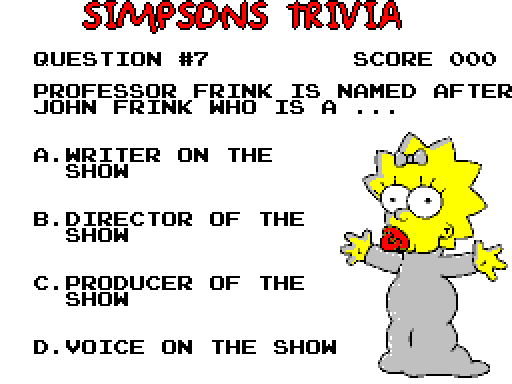 SIMPSONS TRIVIA
QUESTION #7 SCORE 000
PROFESSOR FRINK IS NAMED AFTER
JOHN FRINK WHO IS A ...
A.WRITER ON THE
SHOW
B.DIRECTOR OF THE
SHOW
C.PRODUCER OF THE
SHOW
D.VOICE ON THE SHOW